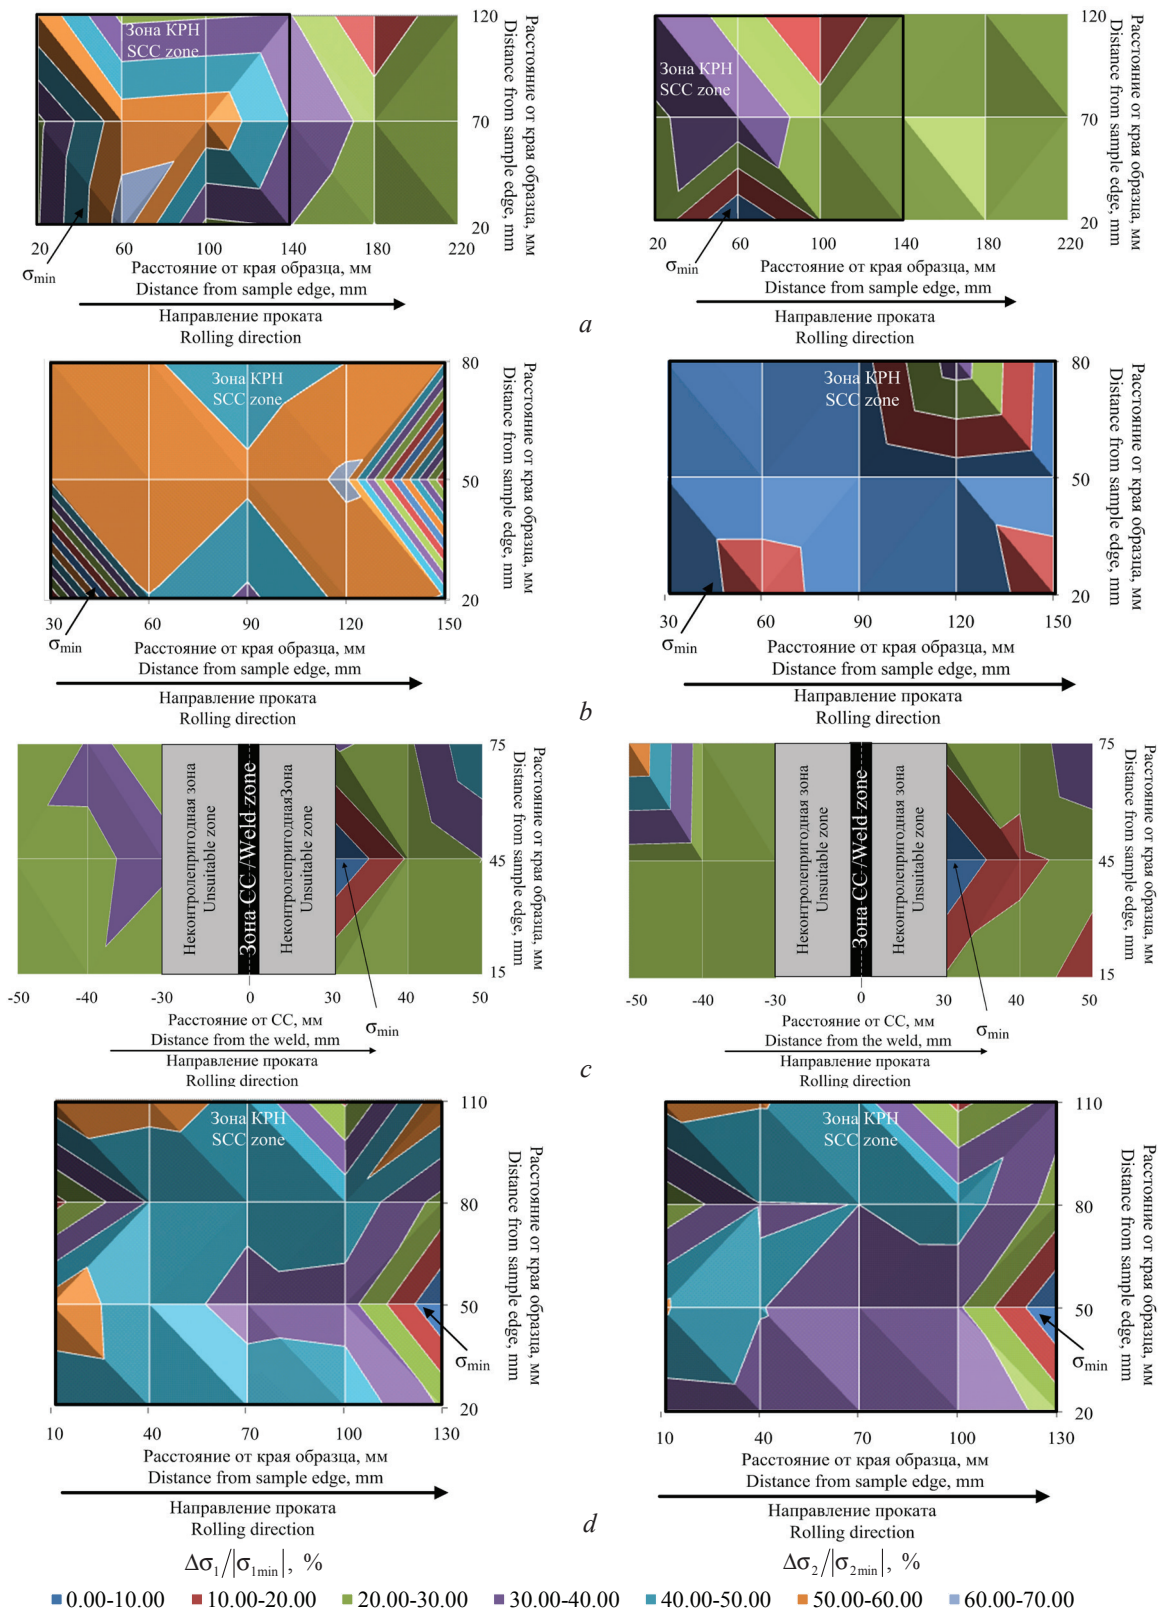 Зона КРН
SCC zone
120
70
20
Расстояние от края образца, мм
Distance from sample edge, mm
20 60 100 140 180 220
σmin
Расстояние от края образца, мм
Distance from sample edge, mm
Направление проката
Rolling direction
Зона КРН
SCC zone
120
70
20
Расстояние от края образца, мм
Distance from sample edge, mm
20 60 100 140 180 220
σmin
Расстояние от края образца, мм
Distance from sample edge, mm
Направление проката
Rolling direction
a
Зона КРН
SCC zone
80
50
20
Расстояние от края образца, мм
Distance from sample edge, mm
30 60 90 120 150
σmin
Расстояние от края образца, мм
Distance from sample edge, mm
Направление проката
Rolling direction
Зона КРН
SCC zone
80
50
20
Расстояние от края образца, мм
Distance from sample edge, mm
30 60 90 120 150
σmin
Расстояние от края образца, мм
Distance from sample edge, mm
Направление проката
Rolling direction
b
Неконтролепригодная зона
Unsuitable zone
Зона СС /Weld zone
НеконтролепригоднаяЗона
Unsuitable zone
75
45
15
Расстояние от края образца, мм
Distance from sample edge, mm
-50 -40 -30 0 30 40 50
σmin
Расстояние от СС, мм
Distance from the weld, mm
Направление проката
Rolling direction
Неконтролепригодная зона
Unsuitable zone
Зона СС /Weld zone
Неконтролепригодная зона
Unsuitable zone
75
45
15
Расстояние от края образца, мм
Distance from sample edge, mm
-50 -40 -30 0 30 40 50
σmin
Расстояние от СС, мм
Distance from the weld, mm
Направление проката
Rolling direction
c
Зона КРН
SCC zone
110
80
50
20
Расстояние от края образца, мм
Distance from sample edge, mm
σmin
10 40 70 100 130
Расстояние от края образца, мм
Distance from sample edge, mm
Направление проката
Rolling direction
Зона КРН
SCC zone
110
80
50
20
Расстояние от края образца, мм
Distance from sample edge, mm
σmin
10 40 70 100 130
Расстояние от края образца, мм
Distance from sample edge, mm
Направление проката
Rolling direction
d
Δσ1/|σ1min|, %
Δσ2/|σ2min|, %
0.00-10.00 10.00-20.00 20.00-30.00 30.00-40.00 40.00-50.00 50.00-60.00 60.00-70.00